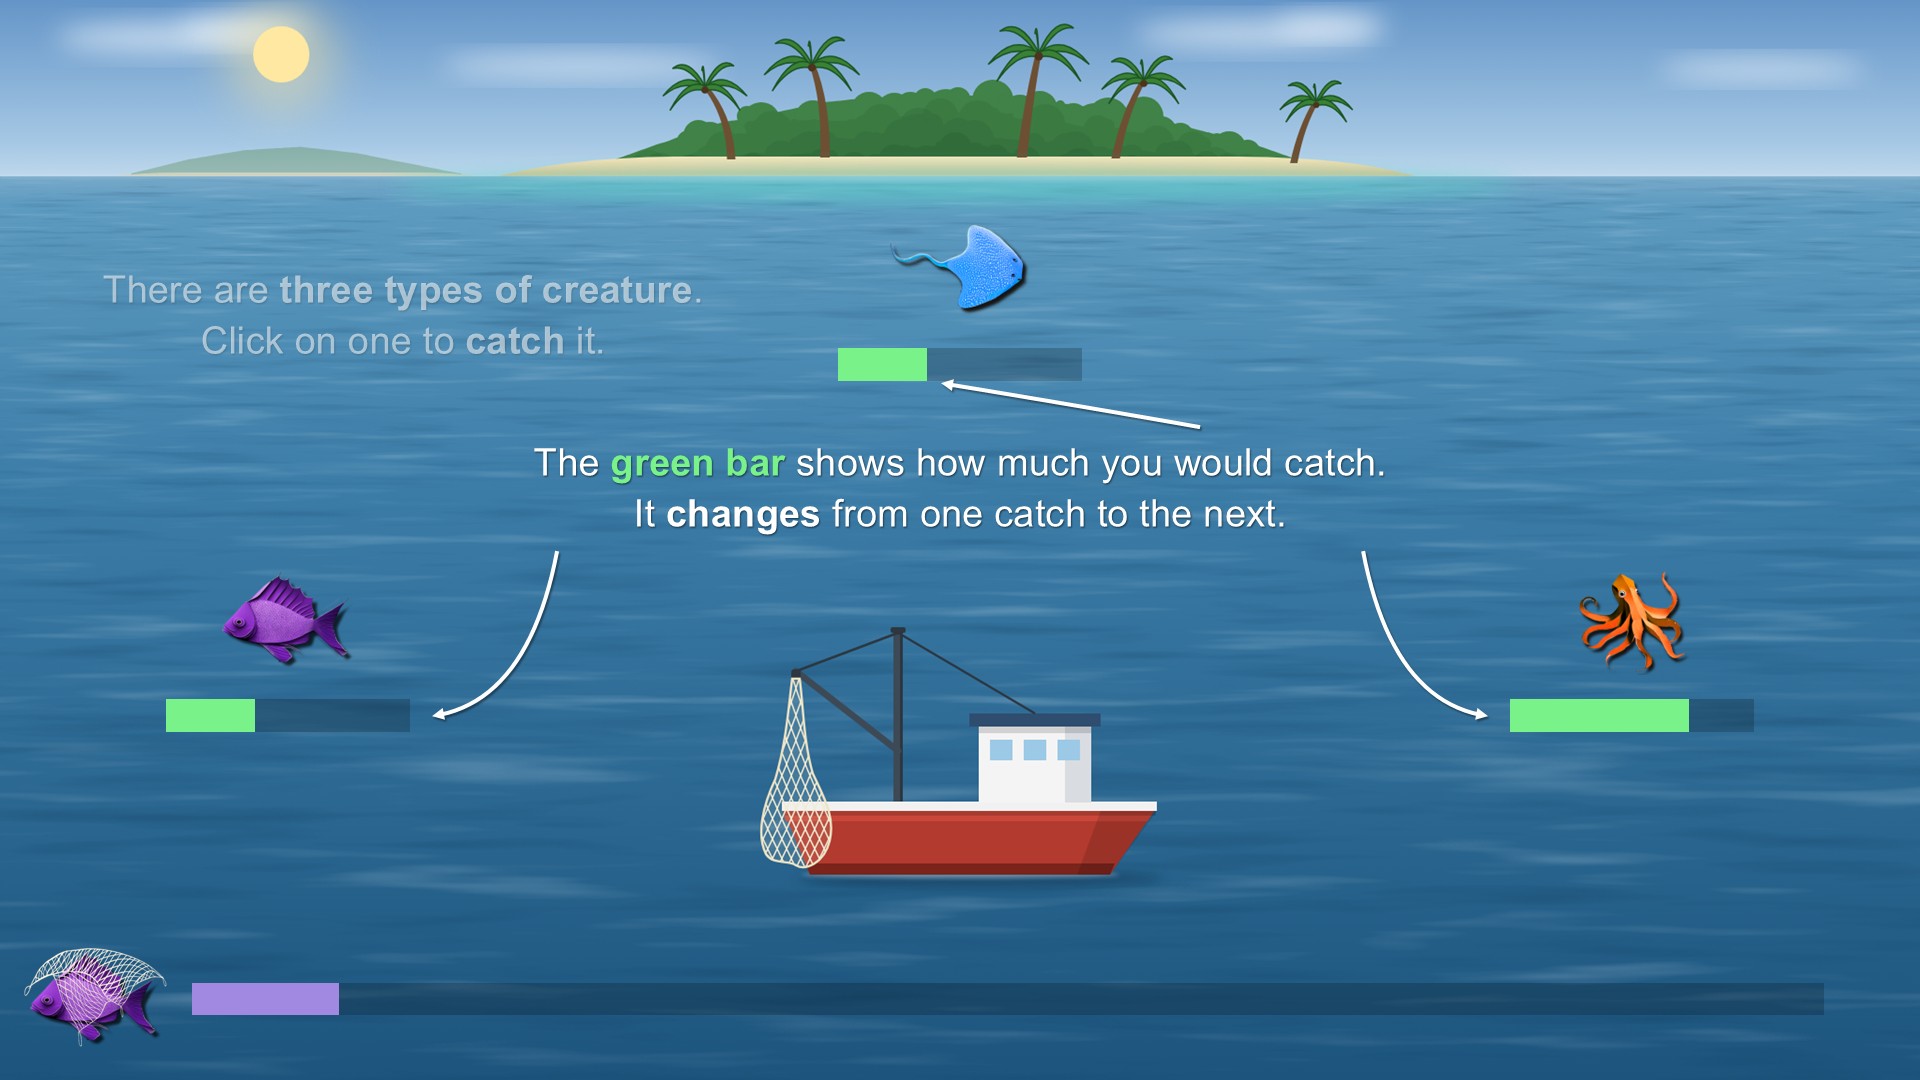 There are three types of creature.
Click on one to catch it.
The green bar shows how much you would catch.
It changes from one catch to the next.